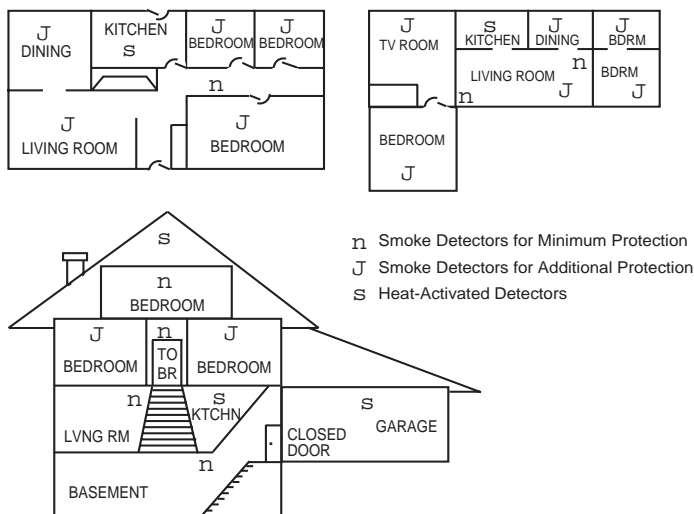 J
DINING
KITCHEN
s
J
BEDROOM
J
BEDROOM
n
J
LIVING ROOM
J
BEDROOM
J
TV ROOM
s
KITCHEN
J
DINING
J
BDRM
n
LIVING ROOM
J
BDRM
J
n
BEDROOM
J
n Smoke Detectors for Minimum Protection
J Smoke Detectors for Additional Protection
s Heat-Activated Detectors
s
n
BEDROOM
J
BEDROOM
n
TO
BR
J
BEDROOM
n
LVNG RM
s
KTCHN
n
s
GARAGE
CLOSED
DOOR
BASEMENT